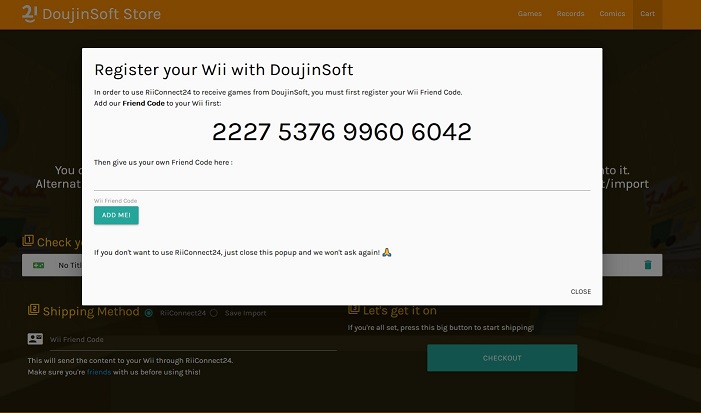 DoujinSoft Store
Games Records Comics Cart
Register your Wii with DoujinSoft
In order to use RiiConnect24 to receive games from DoujinSoft, you must first register your Wii Friend Code.
Add our Friend Code to your Wii first:
2227 5376 9960 6042
Then give us your own Friend Code here :
Wii Friend Code
ADD ME!
If you don't want to use RiiConnect24, just close this popup and we won't ask again! 🙏
CLOSE
You
into it.
Alternat
t/import
1 Check yo
No Titl
2 Shipping Method RiiConnect24 Save Import
Wii Friend Code
This will send the content to your Wii through RiiConnect24.
Make sure you're friends with us before using this!
Let's get it on
If you're all set, press this big button to start shipping!
CHECKOUT